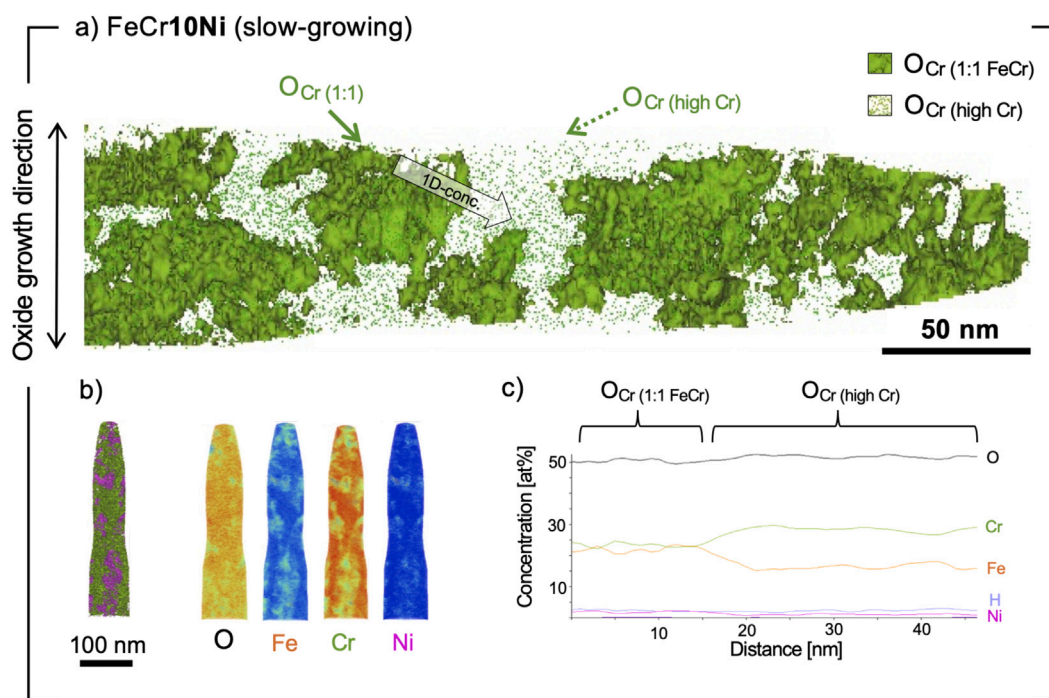 a) FeCr10Ni (slow-growing)
Oxide growth direction
OCr (1:1)
OCr (high Cr)
OCr (1:1 FeCr)
OCr (high Cr)
1D-conc.
50 nm
b)
O
Fe
Cr
Ni
100 nm
c)
OCr (1:1 FeCr)
OCr (high Cr)
Concentration [at%]
50
30
10
O
Cr
Fe
H
Ni
10
20
30
40
Distance [nm]